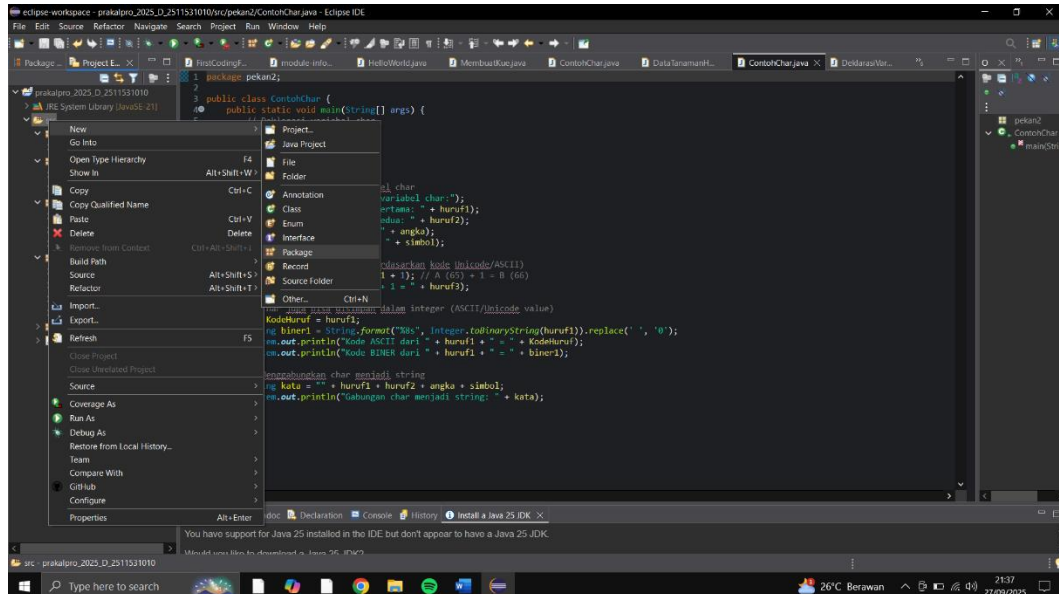 eclipse-workspace - prakalpro_2025_D_2511531010/src/pekan2/ContohChar.java - Eclipse IDE
File Edit Source Refactor Navigate Search Project Run Window Help
Package ... Project E... FirstCodingF... module-info... HelloWorld.java MembuatKue.java ContohChar.java DataTanamanH... ContohChar.java DeklarasiVar...
1 package pekan2;
2
3 public class ContohChar {
4 public static void main(String[] args) {
prakalpro_2025_D_2511531010
JRE System Library [JavaSE-21]
New
Go Into
Open Type Hierarchy F4
Show In Alt+Shift+W
Copy Ctrl+C
Copy Qualified Name
Paste Ctrl+V
Delete Delete
Remove from Context Ctrl+Alt+Shift+↓
Build Path
Source Alt+Shift+S
Refactor Alt+Shift+T
Import...
Export...
Refresh F5
Close Project
Close Unrelated Project
Source
Coverage As
Run As
Debug As
Restore from Local History...
Team
Compare With
GitHub
Configure
Properties Alt+Enter
Project...
Java Project
File
Folder
Annotation
Class
Enum
Interface
Package
Record
Source Folder
Other... Ctrl+N
char
variabel char:");
ertama: " + huruf1);
edua: " + huruf2);
" + angka);
" + simbol);
rdasarkan kode Unicode/ASCII)
1 + 1); // A (65) + 1 = B (66)
+ 1 = " + huruf3);
dalam integer (ASCII/Unicode value)
KodeHuruf = huruf1;
ng biner1 = String.format("%8s", Integer.toBinaryString(huruf1)).replace(' ', '0');
em.out.println("Kode ASCII dari " + huruf1 + " = " + KodeHuruf);
em.out.println("Kode BINER dari " + huruf1 + " = " + biner1);
enggabungkan char menjadi string
ng kata = "" + huruf1 + huruf2 + angka + simbol;
em.out.println("Gabungan char menjadi string: " + kata);
pekan2
ContohChar
main(Stri
doc Declaration Console History Install a Java 25 JDK
You have support for Java 25 installed in the IDE but don't appear to have a Java 25 JDK.
Would you like to download a Java 25 JDK?
src - prakalpro_2025_D_2511531010
Type here to search
26°C Berawan
21:37
27/09/2025